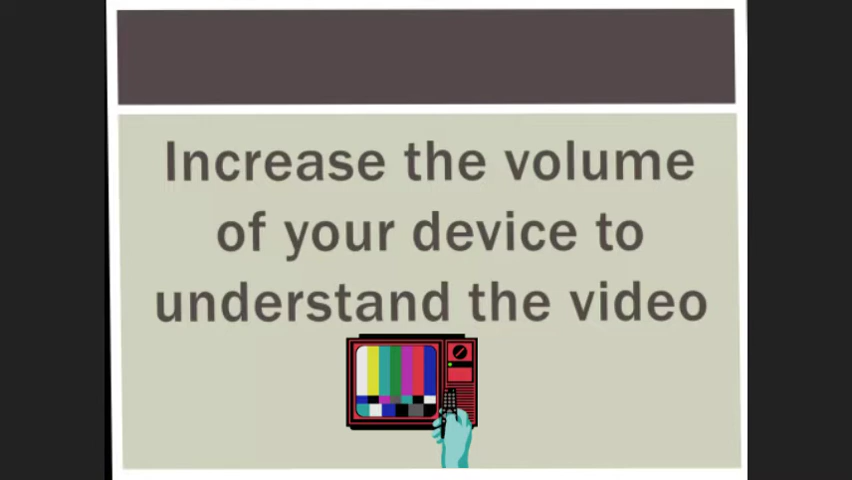 Increase the volume
of your device to
understand the video